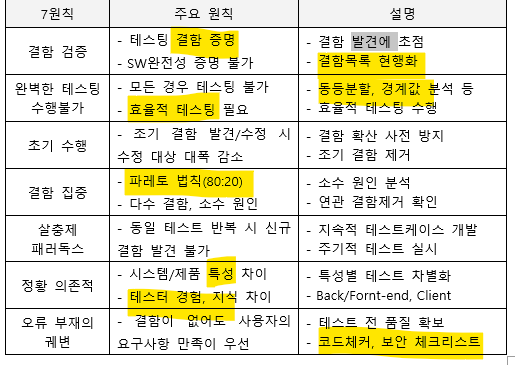 7원칙 주요 원칙 설명
결함 검증
- 테스팅 결함 증명
- SW완전성 증명 불가
- 결함 발견에 초점
- 결함목록 현행화
완벽한 테스팅
수행불가
- 모든 경우 테스팅 불가
- 효율적 테스팅 필요
- 동등분할, 경계값 분석 등
- 효율적 테스팅 수행
초기 수행
- 조기 결함 발견/수정 시
수정 대상 대폭 감소
- 결함 확산 사전 방지
- 조기 결함 제거
결함 집중
- 파레토 법칙(80:20)
- 다수 결함, 소수 원인
- 소수 원인 분석
- 연관 결함제거 확인
살충제
패러독스
- 동일 테스트 반복 시 신규
결함 발견 불가
- 지속적 테스트케이스 개발
- 주기적 테스트 실시
정황 의존적
- 시스템/제품 특성 차이
- 테스터 경험, 지식 차이
- 특성별 테스트 차별화
- Back/Fornt-end, Client
오류 부재의
궤변
- 결함이 없어도 사용자의
요구사항 만족이 우선
- 테스트 전 품질 확보
- 코드체커, 보안 체크리스트